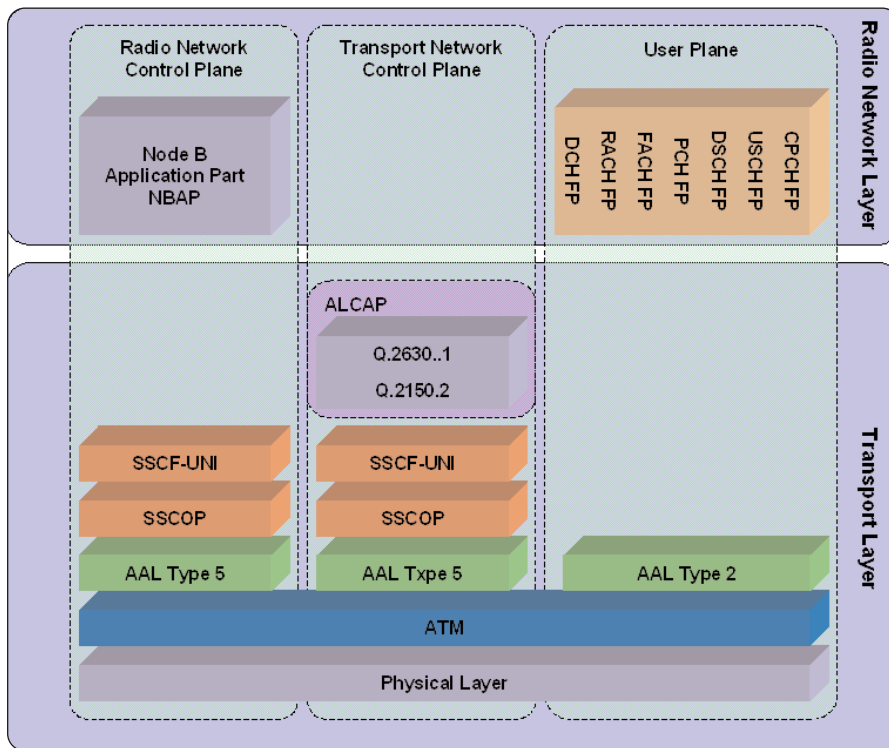 Radio Network
Control Plane
Transport Network
Control Plane
User Plane
Radio Network Layer
Node B
Application Part
NBAP
DCH FP
RACH FP
FACH FP
PCH FP
DSCH FP
USCH FP
CPCH FP
ALCAP
Q.2630..1
Q.2150.2
Transport Layer
SSCF-UNI
SSCF-UNI
SSCOP
SSCOP
AAL Type 5
AAL Txpe 5
AAL Type 2
ATM
Physical Layer